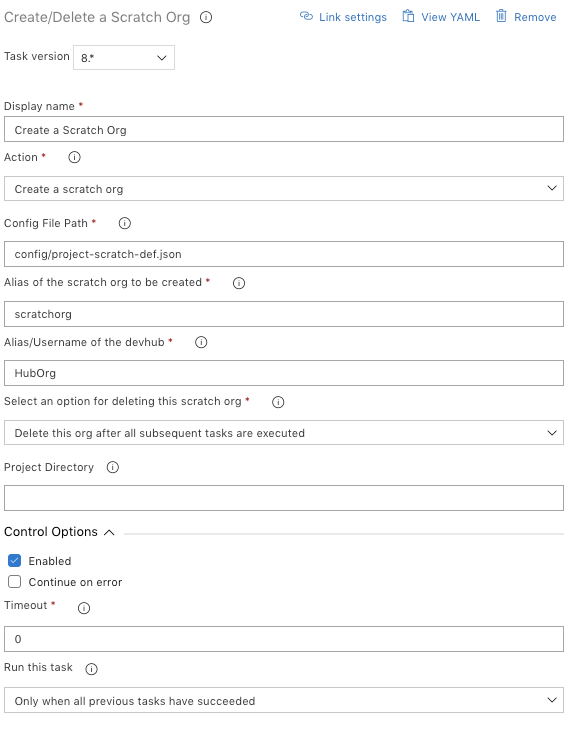 Create/Delete a Scratch Org Link settings View YAML Remove
Task version 8.*
Display name *
Create a Scratch Org
Action *
Create a scratch org
Config File Path *
config/project-scratch-def.json
Alias of the scratch org to be created *
scratchorg
Alias/Username of the devhub *
HubOrg
Select an option for deleting this scratch org *
Delete this org after all subsequent tasks are executed
Project Directory
Control Options
Enabled
Continue on error
Timeout *
0
Run this task
Only when all previous tasks have succeeded